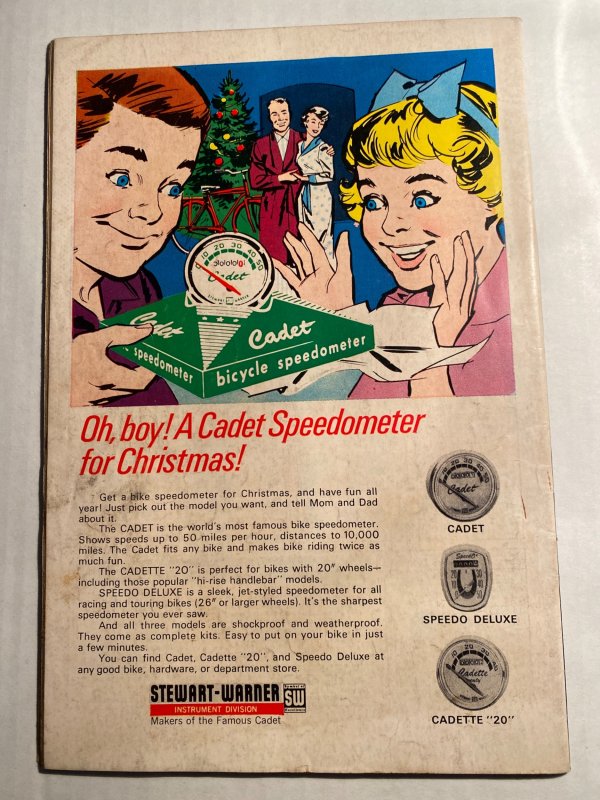 0 10 20 30 40 50
Cadet
STEWART WARNER
Cadet
speedometer
Cadet
bicycle speedometer
Oh, boy! A Cadet Speedometer
for Christmas!
Get a bike speedometer for Christmas, and have fun all
year! Just pick out the model you want, and tell Mom and Dad
about it.
The CADET is the world's most famous bike speedometer.
Shows speeds up to 50 miles per hour, distances to 10,000
miles. The Cadet fits any bike and makes bike riding twice as
much fun.
The CADETTE "20" is perfect for bikes with 20" wheels—
including those popular "hi-rise handlebar" models.
SPEEDO DELUXE is a sleek, jet-styled speedometer for all
racing and touring bikes (26" or larger wheels). It's the sharpest
speedometer you ever saw.
And all three models are shockproof and weatherproof.
They come as complete kits. Easy to put on your bike in just
a few minutes.
You can find Cadet, Cadette "20", and Speedo Deluxe at
any good bike, hardware, or department store.
STEWART-WARNER
INSTRUMENT DIVISION
SW
Makers of the Famous Cadet
Cadet
CADET
SPEEDO DELUXE
Cadette
CADETTE "20"